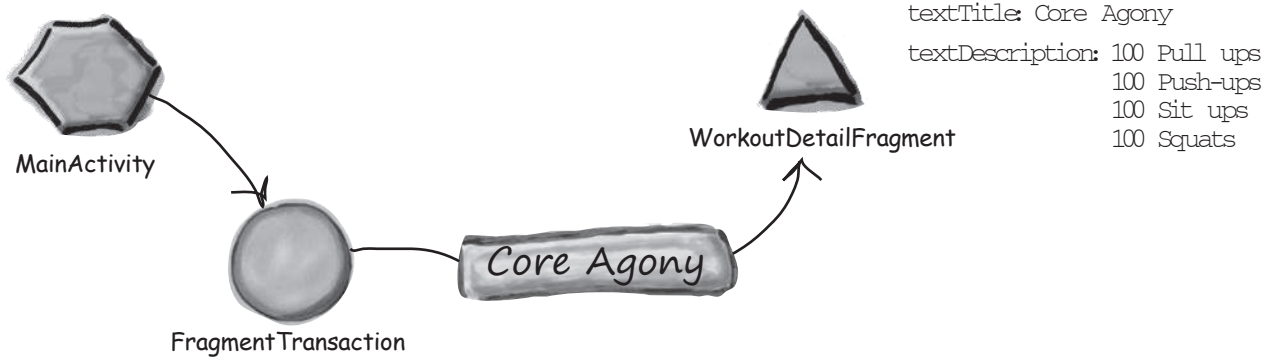 textTitle: Core Agony
textDescription: 100 Pull ups
100 Push-ups
100 Sit ups
100 Squats
WorkoutDetailFragment
MainActivity
Core Agony
FragmentTransaction